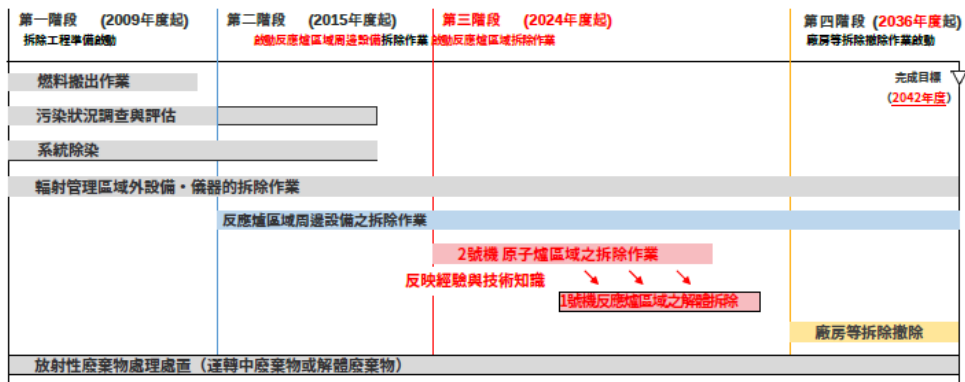 第一階段 (2009年度起)
拆除工程準備啟動
第二階段 (2015年度起)
啟動反應爐區域周邊設備拆除作業
第三階段 (2024年度起)
啟動反應爐區域拆除作業
第四階段 (2036年度起)
廠房等拆除撤除作業啟動
燃料搬出作業
完成目標
(2042年度)
污染狀況調查與評估
系統除染
輻射管理區域外設備・儀器的拆除作業
反應爐區域周邊設備之拆除作業
2號機 原子爐區域之拆除作業
反映經驗與技術知識
1號機反應爐區域之解體拆除
廠房等拆除撤除
放射性廢棄物處理處置（運轉中廢棄物或解體廢棄物）